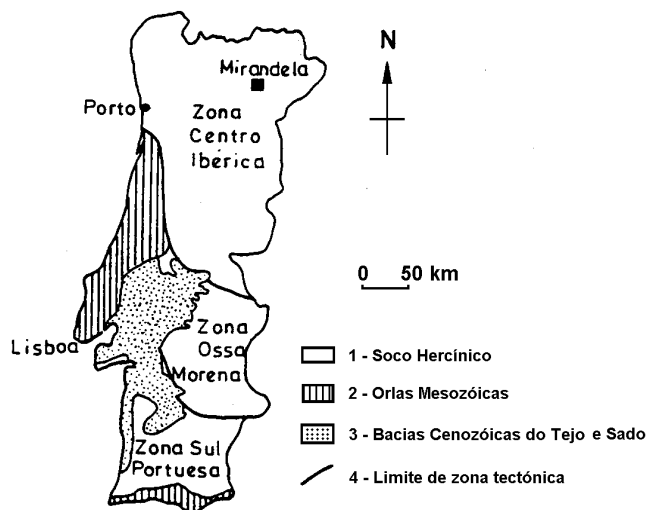 N
Mirandela
Porto
Zona
Centro
Ibérica
0 50 km
Lisboa
Zona
Ossa
Morena
Zona Sul
Portuesa
1 - Soco Hercínico
2 - Orlas Mesozóicas
3 - Bacias Cenozóicas do Tejo e Sado
4 - Limite de zona tectónica